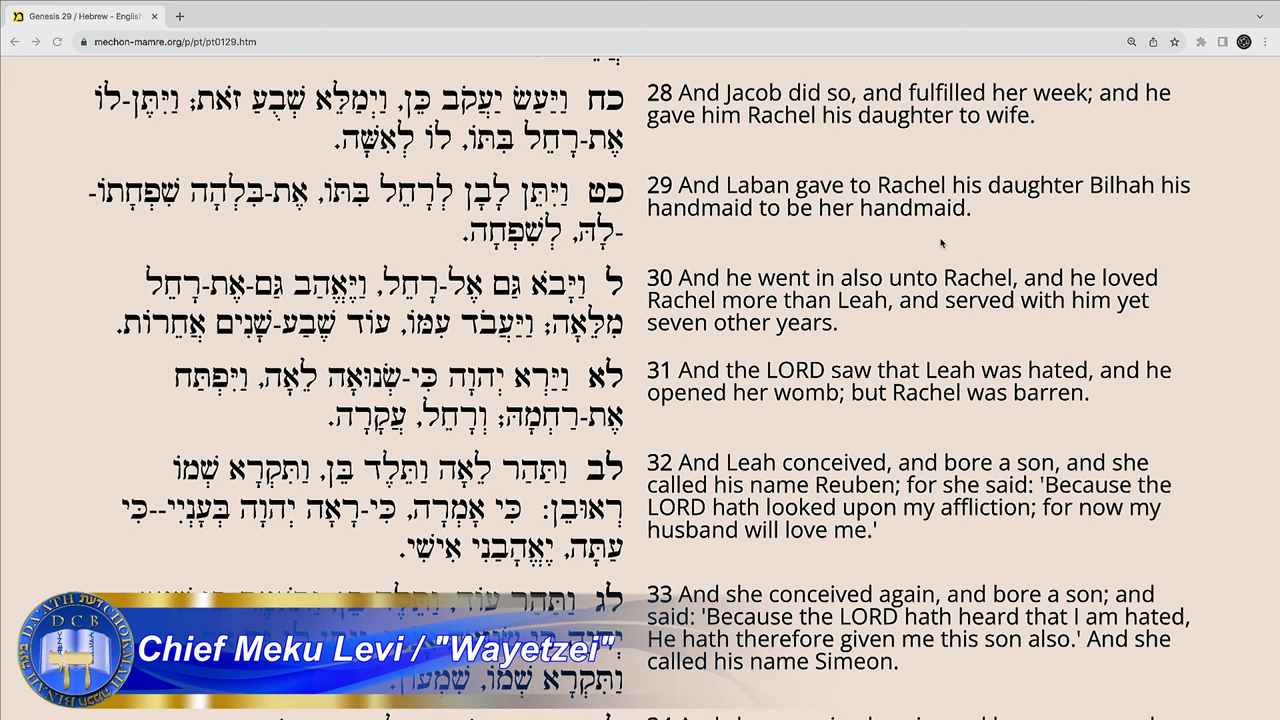 Genesis 29 / Hebrew - English
mechon-mamre.org/p/pt/pt0129.htm
כח וַיַּעַשׂ יַעֲקֹב כֵּן, וַיְמַלֵּא שְׁבֻעַ זֹאת; וַיִּתֶּן-לוֹ
אֶת-רָחֵל בִּתּוֹ, לוֹ לְאִשָּׁה.
28 And Jacob did so, and fulfilled her week; and he
gave him Rachel his daughter to wife.
כט וַיִּתֵּן לָבָן לְרָחֵל בִּתּוֹ, אֶת-בִּלְהָה שִׁפְחָתוֹ-
-לָהּ, לְשִׁפְחָה.
29 And Laban gave to Rachel his daughter Bilhah his
handmaid to be her handmaid.
ל וַיָּבֹא גַּם אֶל-רָחֵל, וַיֶּאֱהַב גַּם-אֶת-רָחֵל
מִלֵּאָה; וַיַּעֲבֹד עִמּוֹ, עוֹד שֶׁבַע-שָׁנִים אֲחֵרוֹת.
30 And he went in also unto Rachel, and he loved
Rachel more than Leah, and served with him yet
seven other years.
לא וַיַּרְא יְהוָה כִּי-שְׂנוּאָה לֵאָה, וַיִּפְתַּח
אֶת-רַחְמָהּ; וְרָחֵל, עֲקָרָה.
31 And the LORD saw that Leah was hated, and he
opened her womb; but Rachel was barren.
לב וַתַּהַר לֵאָה וַתֵּלֶד בֵּן, וַתִּקְרָא שְׁמוֹ
רְאוּבֵן: כִּי אָמְרָה, כִּי-רָאָה יְהוָה בְּעָנְיִי--כִּי
עַתָּה, יֶאֱהָבַנִי אִישִׁי.
32 And Leah conceived, and bore a son, and she
called his name Reuben; for she said: 'Because the
LORD hath looked upon my affliction; for now my
husband will love me.'
לג וַתַּהַר עוֹד, וַתֵּלֶד בֵּן
וַתִּקְרָא שְׁמוֹ, שִׁמְעוֹן.
33 And she conceived again, and bore a son; and
said: 'Because the LORD hath heard that I am hated,
He hath therefore given me this son also.' And she
called his name Simeon.
DCB
Chief Meku Levi / "Wayetzei"